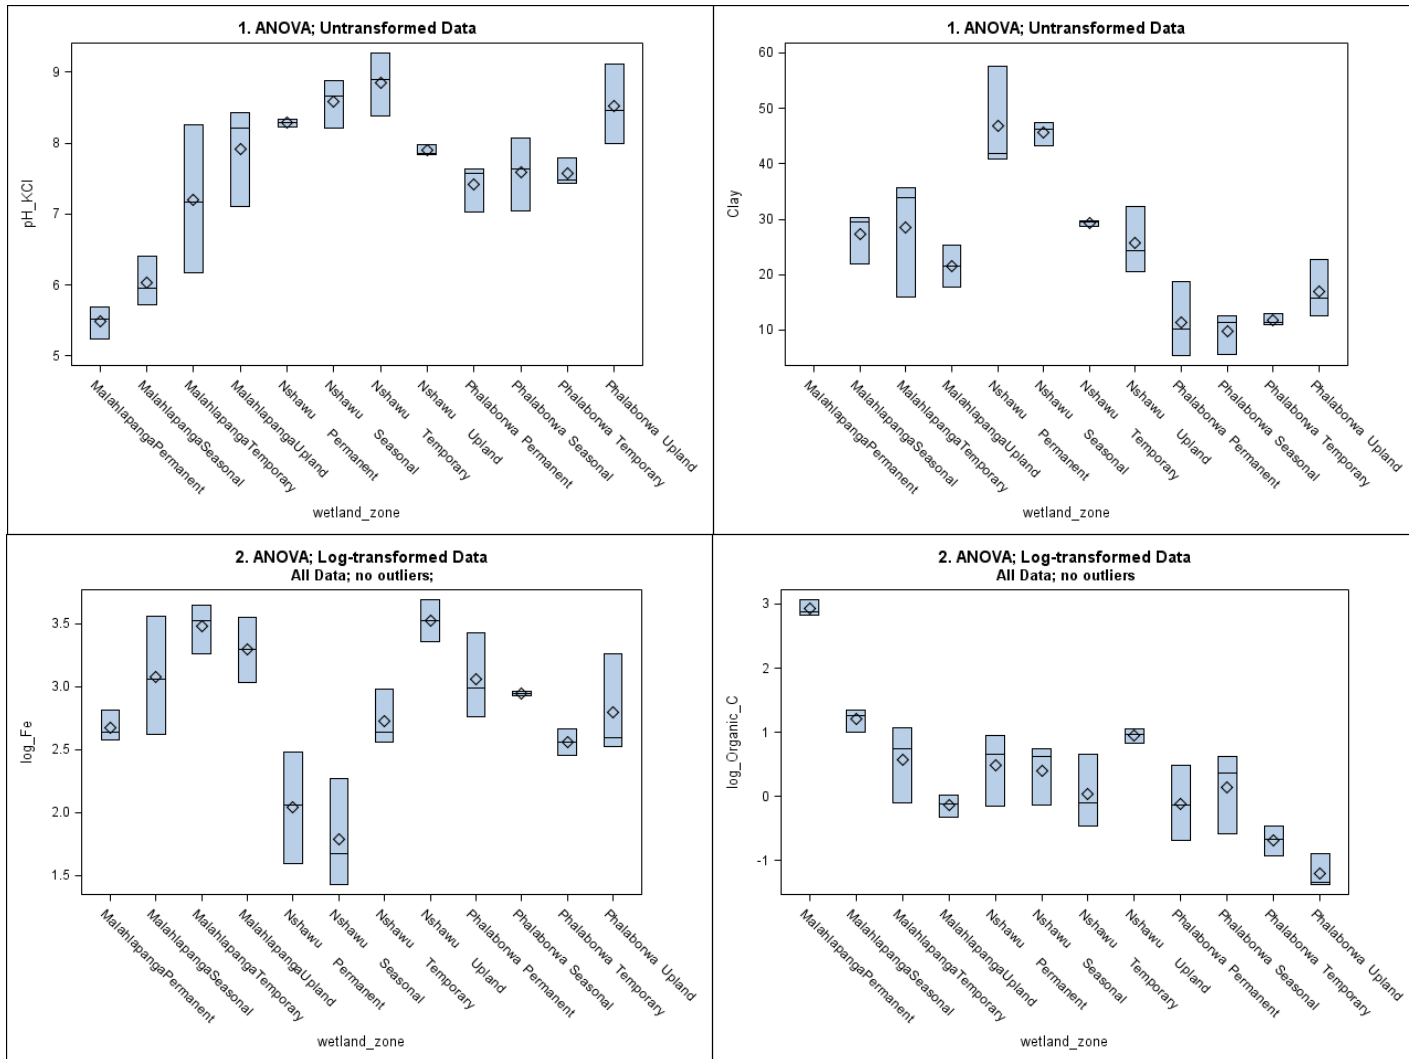 1. ANOVA; Untransformed Data
pH_KCl
9
8
7
6
5
MalahlapangaPermanent
MalahlapangaSeasonal
MalahlapangaTemporary
MalahlapangaUpland
Nshawu Permanent
Nshawu Seasonal
Nshawu Temporary
Nshawu Upland
Phalaborwa Permanent
Phalaborwa Seasonal
Phalaborwa Temporary
Phalaborwa Upland
wetland_zone
1. ANOVA; Untransformed Data
Clay
60
50
40
30
20
10
MalahlapangaPermanent
MalahlapangaSeasonal
MalahlapangaTemporary
MalahlapangaUpland
Nshawu Permanent
Nshawu Seasonal
Nshawu Temporary
Nshawu Upland
Phalaborwa Permanent
Phalaborwa Seasonal
Phalaborwa Temporary
Phalaborwa Upland
wetland_zone
2. ANOVA; Log-transformed Data
All Data; no outliers;
log_Fe
3.5
3.0
2.5
2.0
1.5
MalahlapangaPermanent
MalahlapangaSeasonal
MalahlapangaTemporary
MalahlapangaUpland
Nshawu Permanent
Nshawu Seasonal
Nshawu Temporary
Nshawu Upland
Phalaborwa Permanent
Phalaborwa Seasonal
Phalaborwa Temporary
Phalaborwa Upland
wetland_zone
2. ANOVA; Log-transformed Data
All Data; no outliers
log_Organic_C
3
2
1
0
-1
MalahlapangaPermanent
MalahlapangaSeasonal
MalahlapangaTemporary
MalahlapangaUpland
Nshawu Permanent
Nshawu Seasonal
Nshawu Temporary
Nshawu Upland
Phalaborwa Permanent
Phalaborwa Seasonal
Phalaborwa Temporary
Phalaborwa Upland
wetland_zone